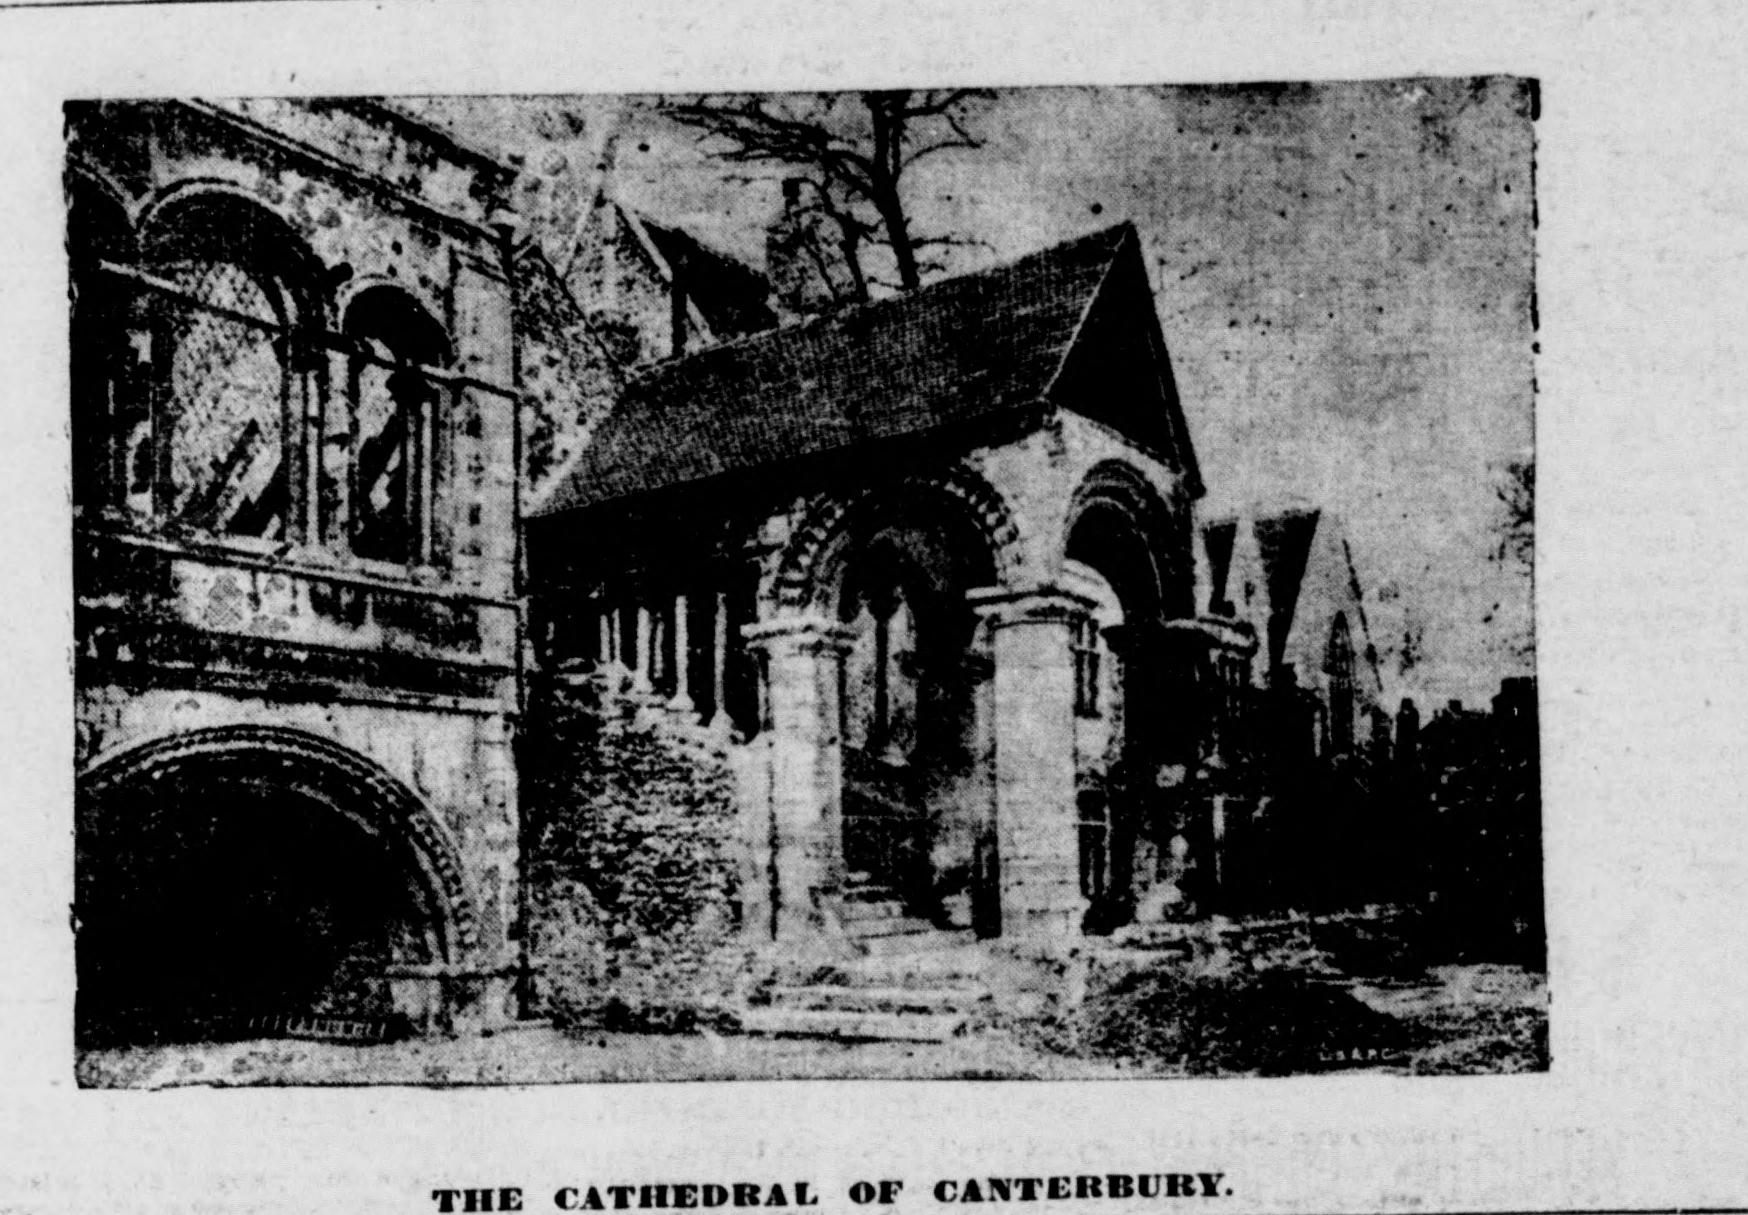 L S & P. C.
THE CATHEDRAL OF CANTERBURY.